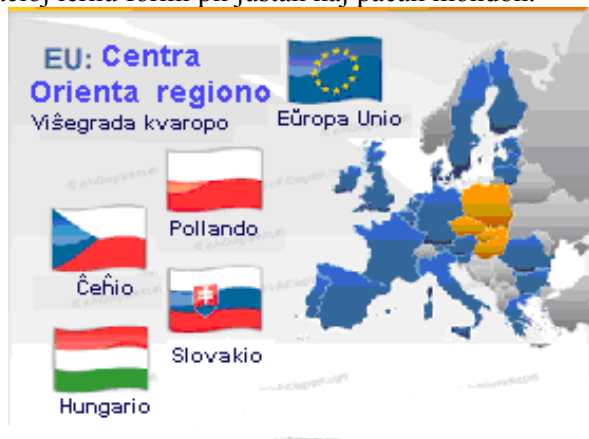 EU: Centra
Orienta regiono
Viŝegrada kvaropo
Eŭropa Unio
Pollando
Ĉeĥio
Slovakio
Hungario